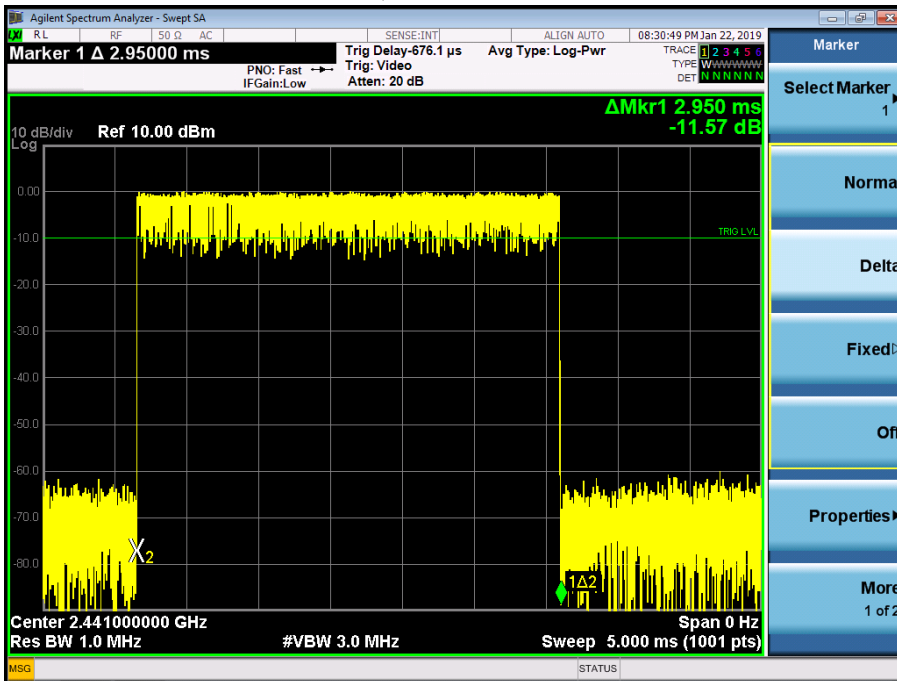 Agilent Spectrum Analyzer - Swept SA
LXI RL RF 50 Ω AC SENSE:INT ALIGN AUTO 08:30:49 PM Jan 22, 2019
Marker 1 Δ 2.95000 ms
PNO: Fast
IFGain:Low
Trig Delay-676.1 µs
Trig: Video
Atten: 20 dB
Avg Type: Log-Pwr
TRACE 1 2 3 4 5 6
TYPE WWWWWWW
DET N N N N N N
ΔMkr1 2.950 ms
-11.57 dB
10 dB/div Ref 10.00 dBm
Log
0.00
-10.0
TRIG LVL
-20.0
-30.0
-40.0
-50.0
-60.0
-70.0
-80.0
X2
1Δ2
Center 2.441000000 GHz Span 0 Hz
Res BW 1.0 MHz #VBW 3.0 MHz Sweep 5.000 ms (1001 pts)
MSG STATUS
Marker
Select Marker
1
Norma
Delta
Fixed
Off
Properties
More
1 of 2